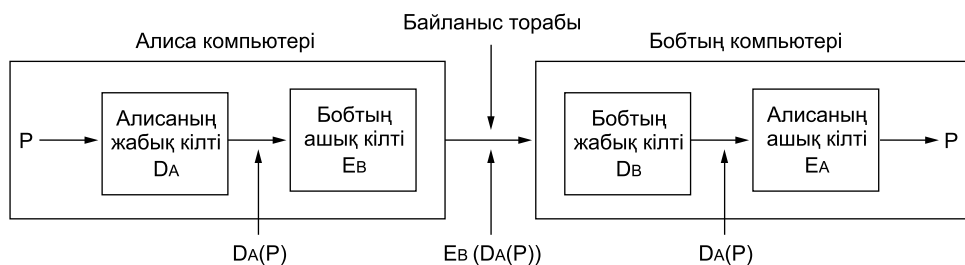 Байланыс торабы
Алиса компьютері
Бобтың компьютері
P
Алисаның
жабық кілті
DA
Бобтың
ашық кілті
EB
Бобтың
жабық кілті
DB
Алисаның
ашық кілті
EA
P
DA(P)
EB (DA(P))
DA(P)